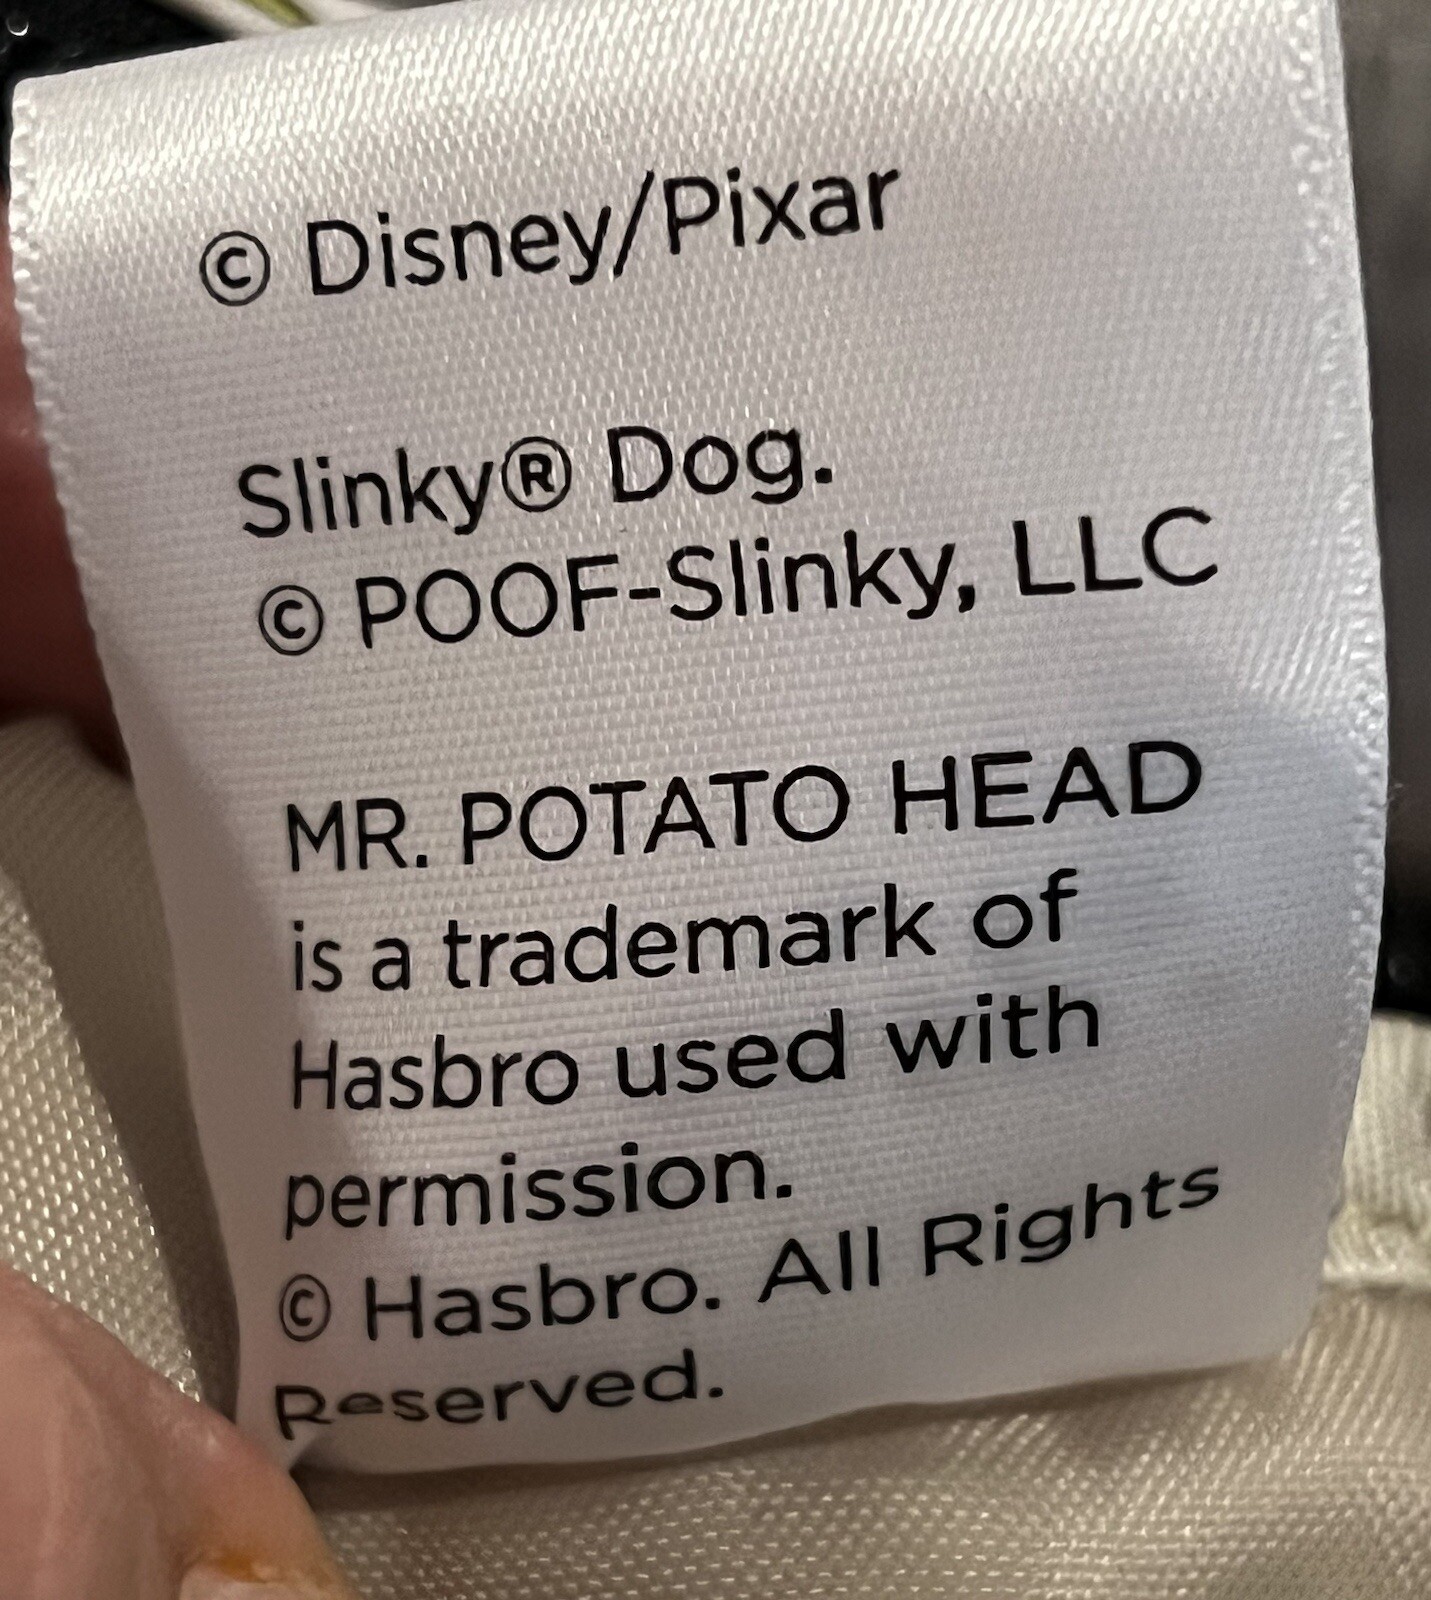 © Disney/Pixar
Slinky® Dog.
© POOF-Slinky, LLC
MR. POTATO HEAD
is a trademark of
Hasbro used with
permission.
© Hasbro. All Rights
Reserved.